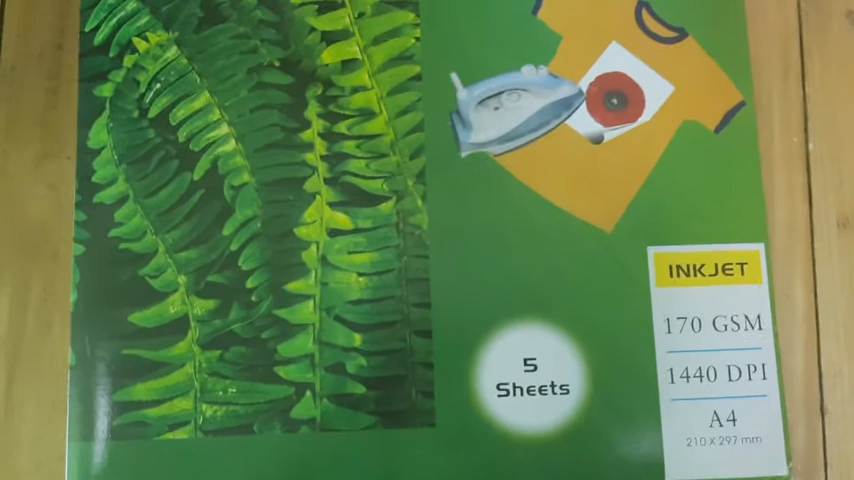 INKJET
170 GSM
1440 DPI
A4
210 X 297 mm
5
Sheets